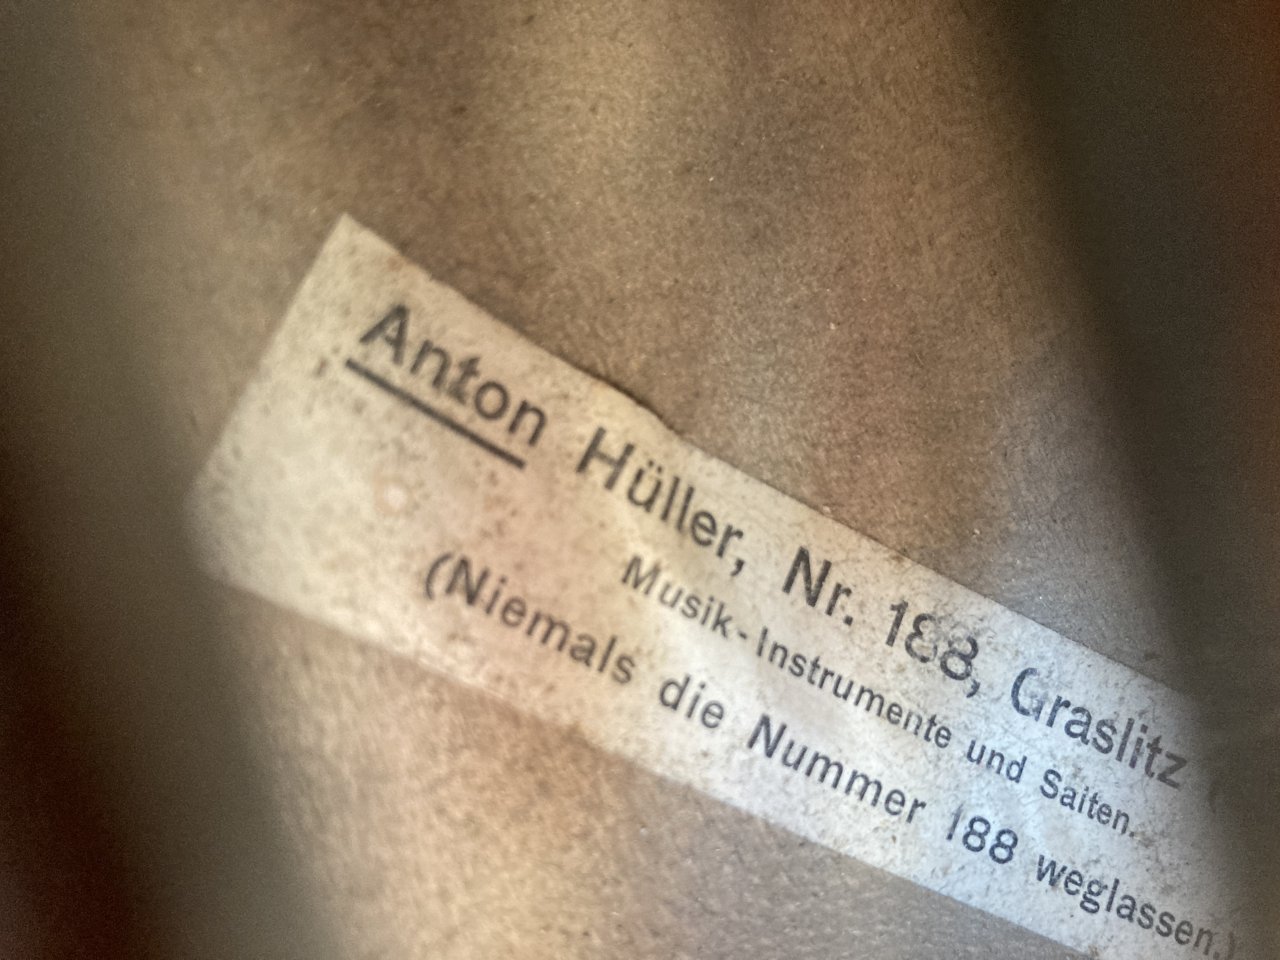 Anton Hüller, Nr. 188, Graslitz
Musik-Instrumente und Saiten.
(Niemals die Nummer 188 weglassen.)